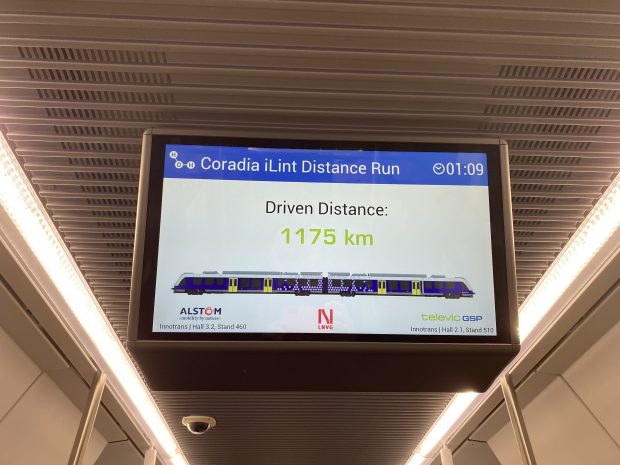 H O H Coradia iLint Distance Run 01:09
Driven Distance:
1175 km
ALSTOM
•mobility by nature•
Innotrans | Hall 3.2, Stand 460
N
LNVG
televic GSP
Innotrans | Hall 2.1, Stand 510